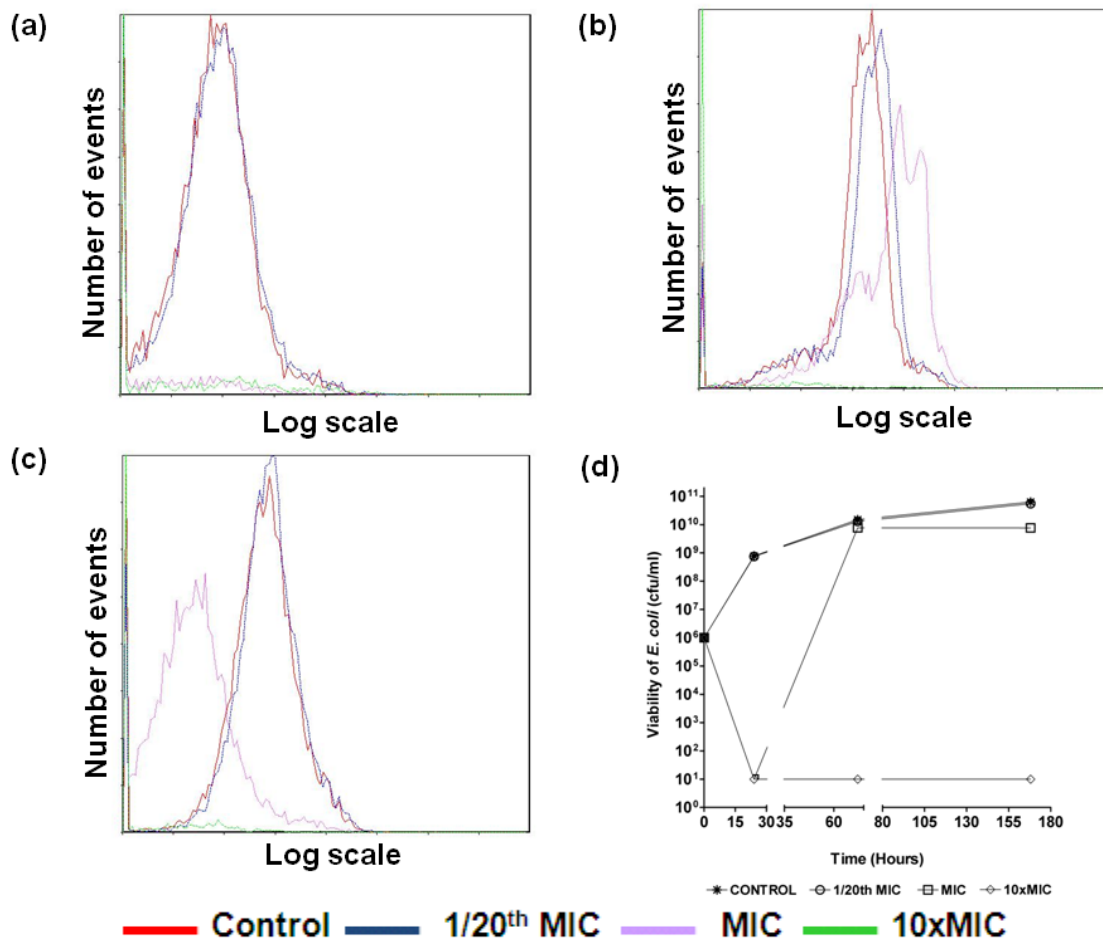 (a)
Number of events
Log scale
(b)
Number of events
Log scale
(c)
Number of events
Log scale
(d)
Viability of E. coli (cfu/ml)
10¹¹
10¹⁰
10⁹
10⁸
10⁷
10⁶
10⁵
10⁴
10³
10²
10¹
10⁰
0 15 30 35 60 80 105 130 155 180
Time (Hours)
CONTROL 1/20th MIC MIC 10xMIC
Control 1/20th MIC MIC 10xMIC